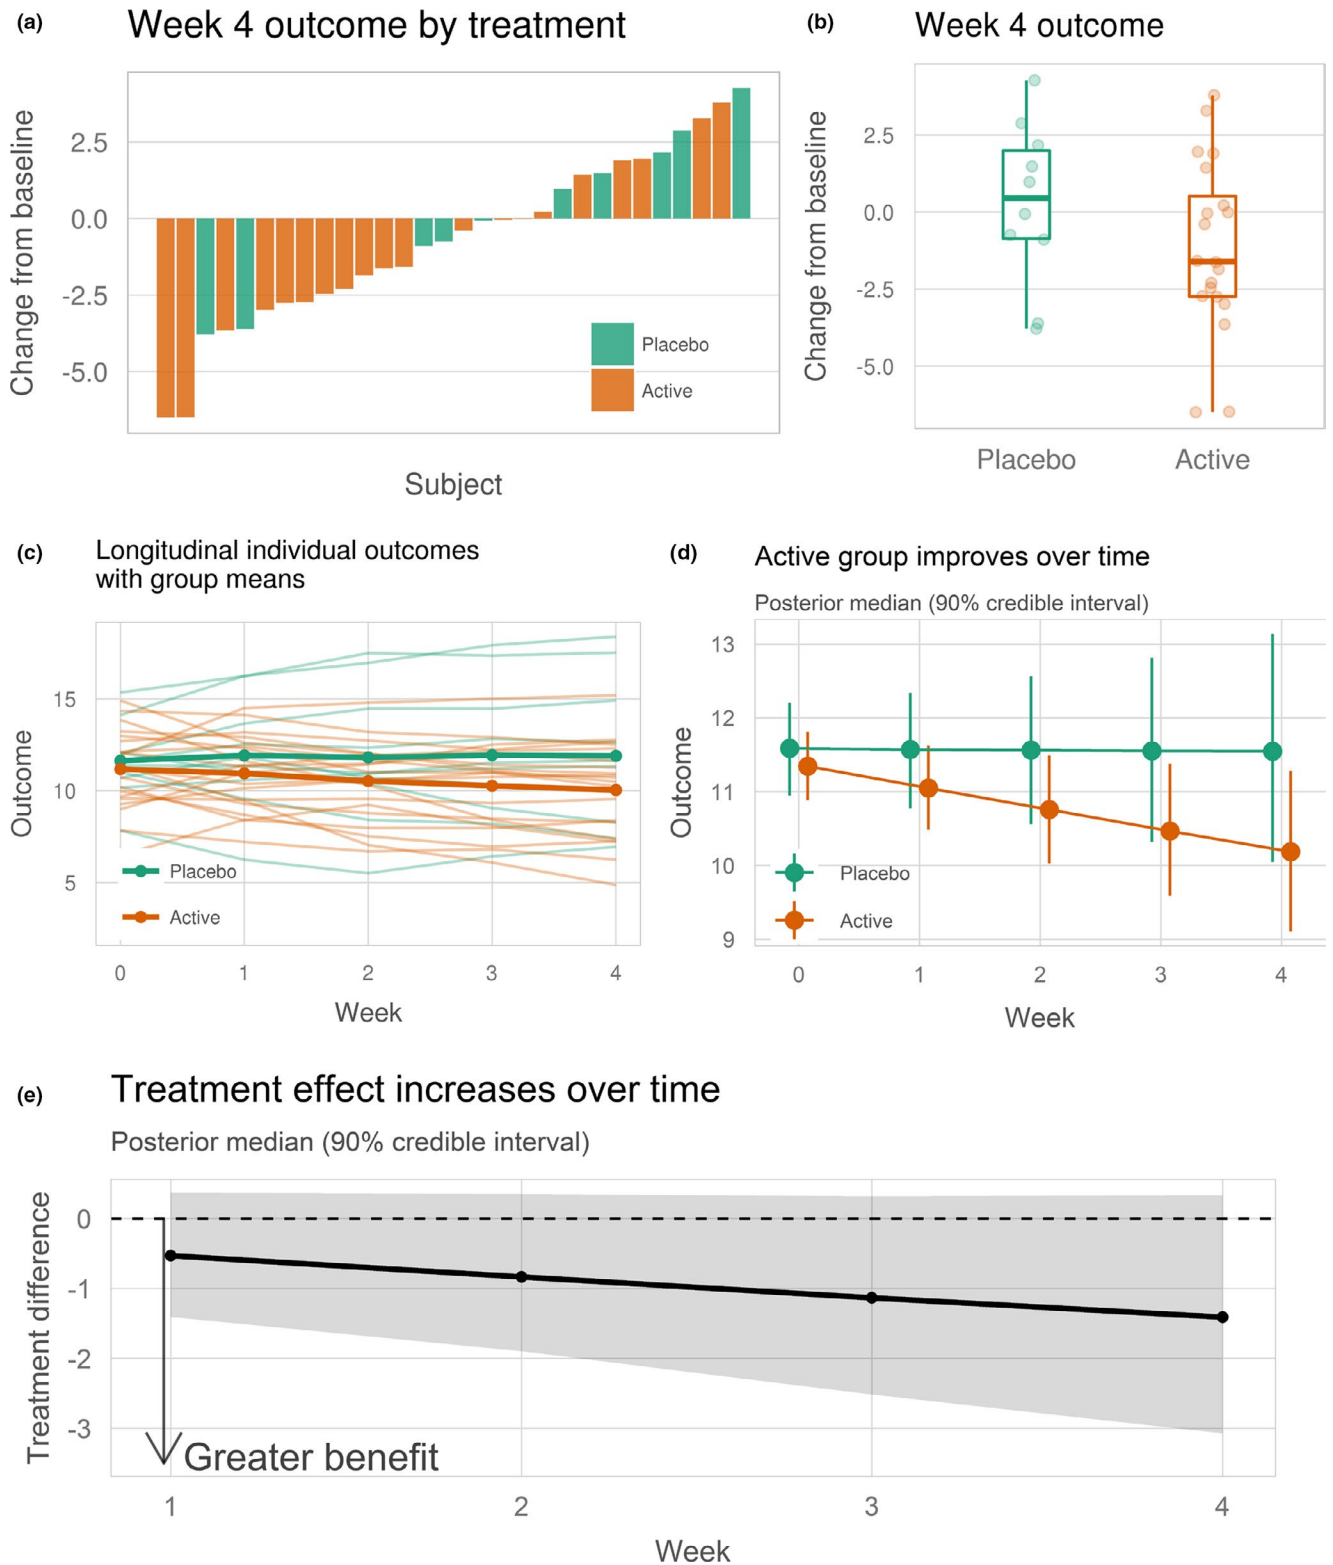 (a) Week 4 outcome by treatment
Change from baseline
2.5
0.0
-2.5
-5.0
Placebo
Active
Subject
(b) Week 4 outcome
Change from baseline
2.5
0.0
-2.5
-5.0
Placebo Active
(c) Longitudinal individual outcomes
with group means
Outcome
15
10
5
Placebo
Active
0 1 2 3 4
Week
(d) Active group improves over time
Posterior median (90% credible interval)
Outcome
13
12
11
10
9
Placebo
Active
0 1 2 3 4
Week
(e) Treatment effect increases over time
Posterior median (90% credible interval)
Treatment difference
0
-1
-2
-3
Greater benefit
1 2 3 4
Week